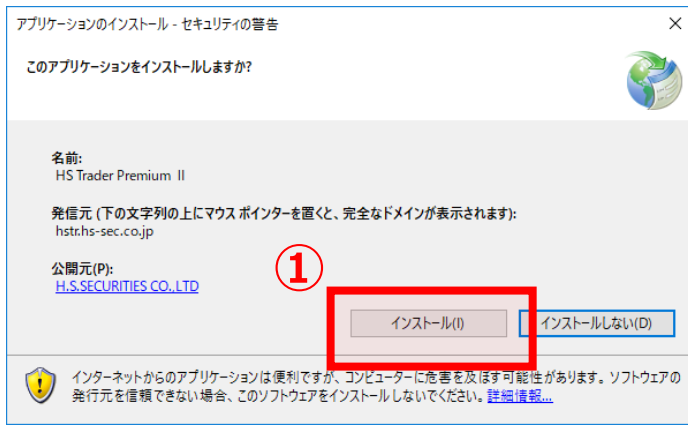 アプリケーションのインストール - セキュリティの警告
このアプリケーションをインストールしますか?
名前:
HS Trader Premium Ⅱ
発信元 (下の文字列の上にマウス ポインターを置くと、完全なドメインが表示されます):
hstr.hs-sec.co.jp
公開元(P):
H.S.SECURITIES CO.,LTD
①
インストール(I)
インストールしない(D)
インターネットからのアプリケーションは便利ですが、コンピューターに危害を及ぼす可能性があります。ソフトウェアの
発行元を信頼できない場合、このソフトウェアをインストールしないでください。詳細情報...